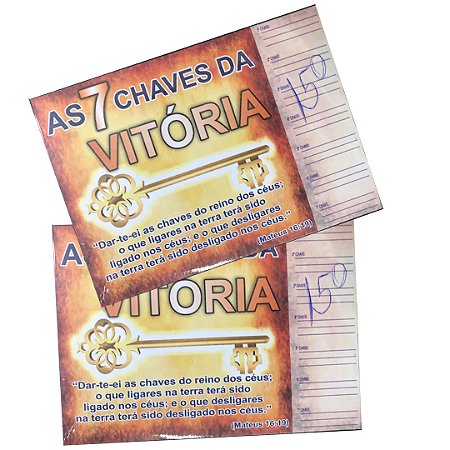 AS 7 CHAVES DA
VITÓRIA
"Dar-te-ei as chaves do reino dos céus;
o que ligares na terra terá sido
ligado nos céus; e o que desligares
na terra terá sido desligado nos céus."
(Mateus 16:19)
150
A
DA
VITÓRIA
"Dar-te-ei as chaves do reino dos céus;
o que ligares na terra terá sido
ligado nos céus; e o que desligares
na terra terá sido desligado nos céus."
(Mateus 16:19)
150